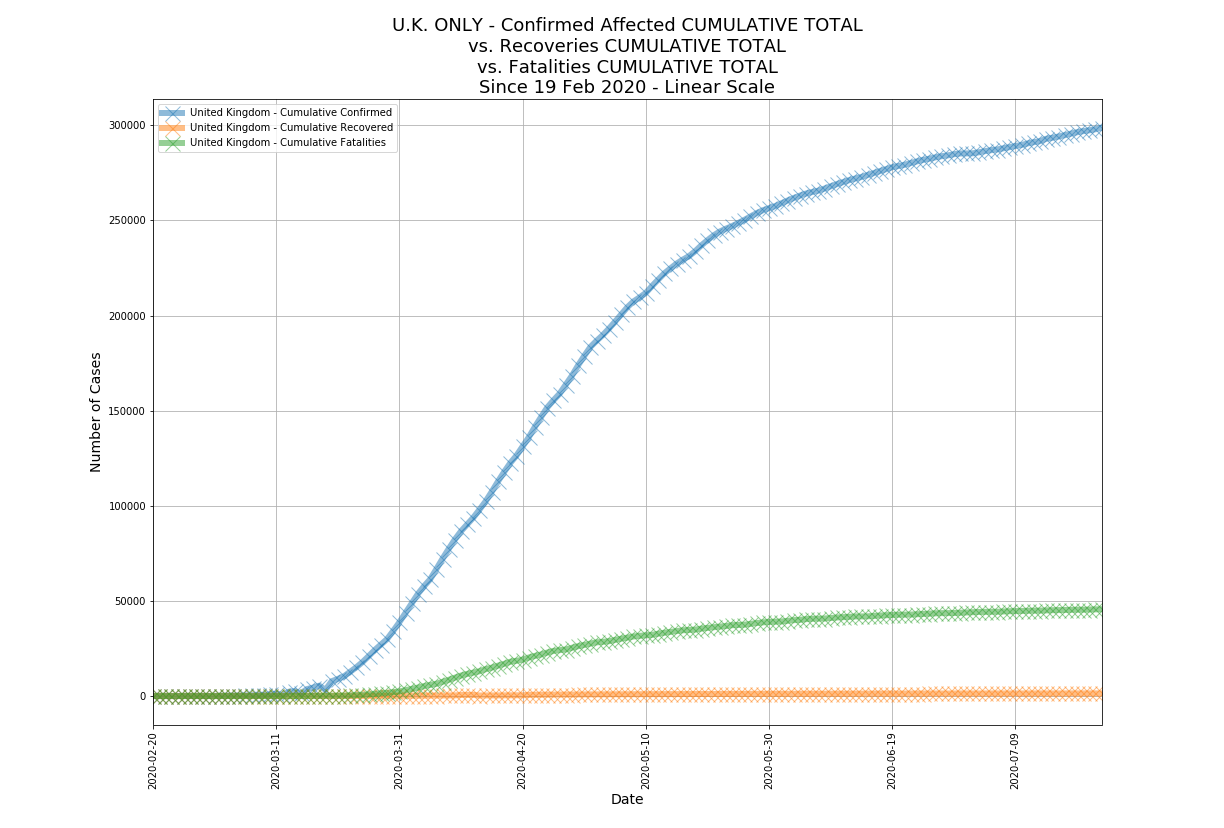 U.K. ONLY - Confirmed Affected CUMULATIVE TOTAL
vs. Recoveries CUMULATIVE TOTAL
vs. Fatalities CUMULATIVE TOTAL
Since 19 Feb 2020 - Linear Scale
United Kingdom - Cumulative Confirmed
United Kingdom - Cumulative Recovered
United Kingdom - Cumulative Fatalities
300000
250000
200000
150000
100000
50000
0
Number of Cases
2020-02-20
2020-03-11
2020-03-31
2020-04-20
2020-05-10
2020-05-30
2020-06-19
2020-07-09
Date